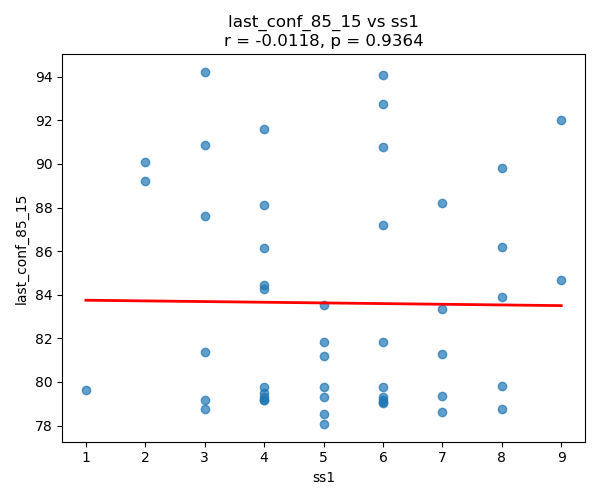 last_conf_85_15 vs ss1
r = -0.0118, p = 0.9364
94
92
90
88
86
84
82
80
78
last_conf_85_15
1 2 3 4 5 6 7 8 9
ss1